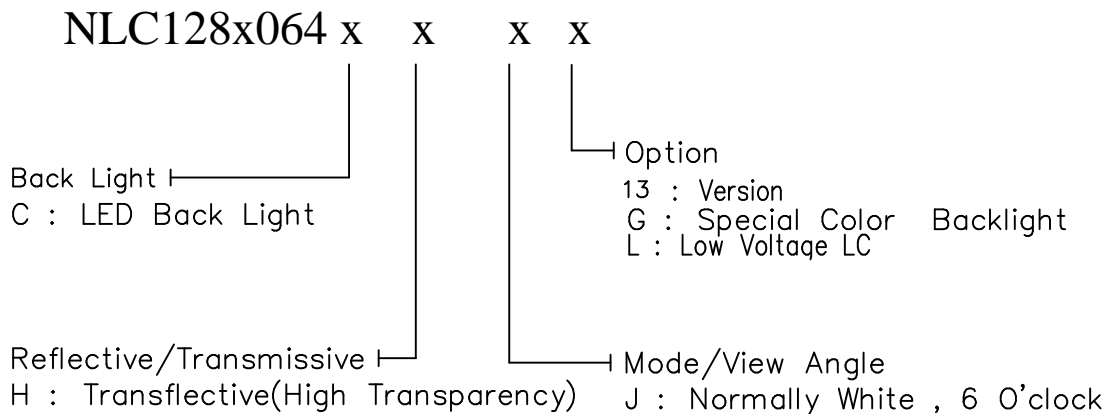 NLC128x064 x x x x
Back Light
C : LED Back Light
Option
13 : Version
G : Special Color Backlight
L : Low Voltage LC
Reflective/Transmissive
H : Transflective(High Transparency)
Mode/View Angle
J : Normally White , 6 O'clock